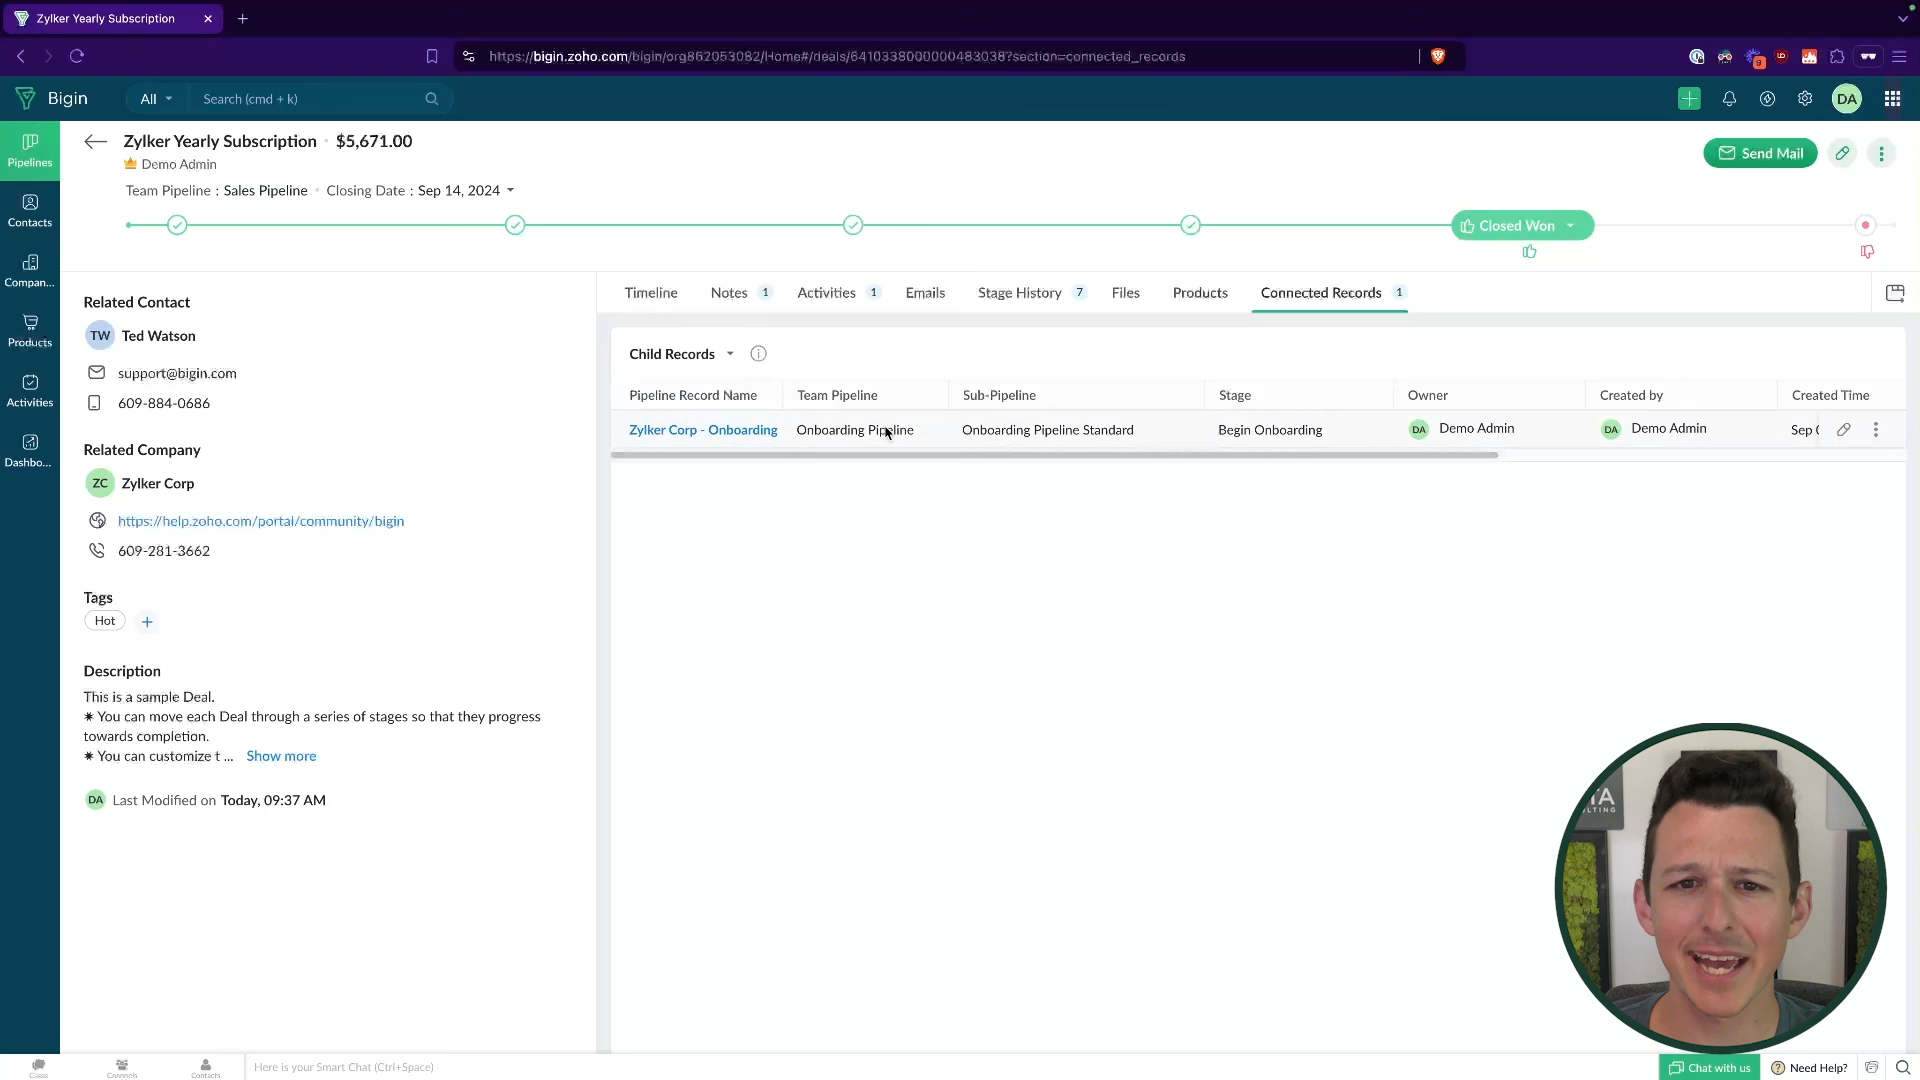 Zylker Yearly Subscription
https://bigin.zoho.com/bigin/org862053082/Home#/deals/6410338000000483038?section=connected_records
9
Bigin
All
Search (cmd + k)
DA
Zylker Yearly Subscription · $5,671.00
Demo Admin
Send Mail
Team Pipeline : Sales Pipeline · Closing Date : Sep 14, 2024
Closed Won
Pipelines
Contacts
Compan...
Products
Activities
Dashbo...
Related Contact
TW Ted Watson
support@bigin.com
609-884-0686
Related Company
ZC Zylker Corp
https://help.zoho.com/portal/community/bigin
609-281-3662
Tags
Hot
Description
This is a sample Deal.
✷ You can move each Deal through a series of stages so that they progress
towards completion.
✷ You can customize t ... Show more
DA Last Modified on Today, 09:37 AM
Timeline Notes 1 Activities 1 Emails Stage History 7 Files Products Connected Records 1
Child Records
Pipeline Record Name Team Pipeline Sub-Pipeline Stage Owner Created by Created Time
Zylker Corp - Onboarding Onboarding Pipeline Onboarding Pipeline Standard Begin Onboarding DA Demo Admin DA Demo Admin Sep
Channels Contacts
Here is your Smart Chat (Ctrl+Space)
Chat with us
Need Help?